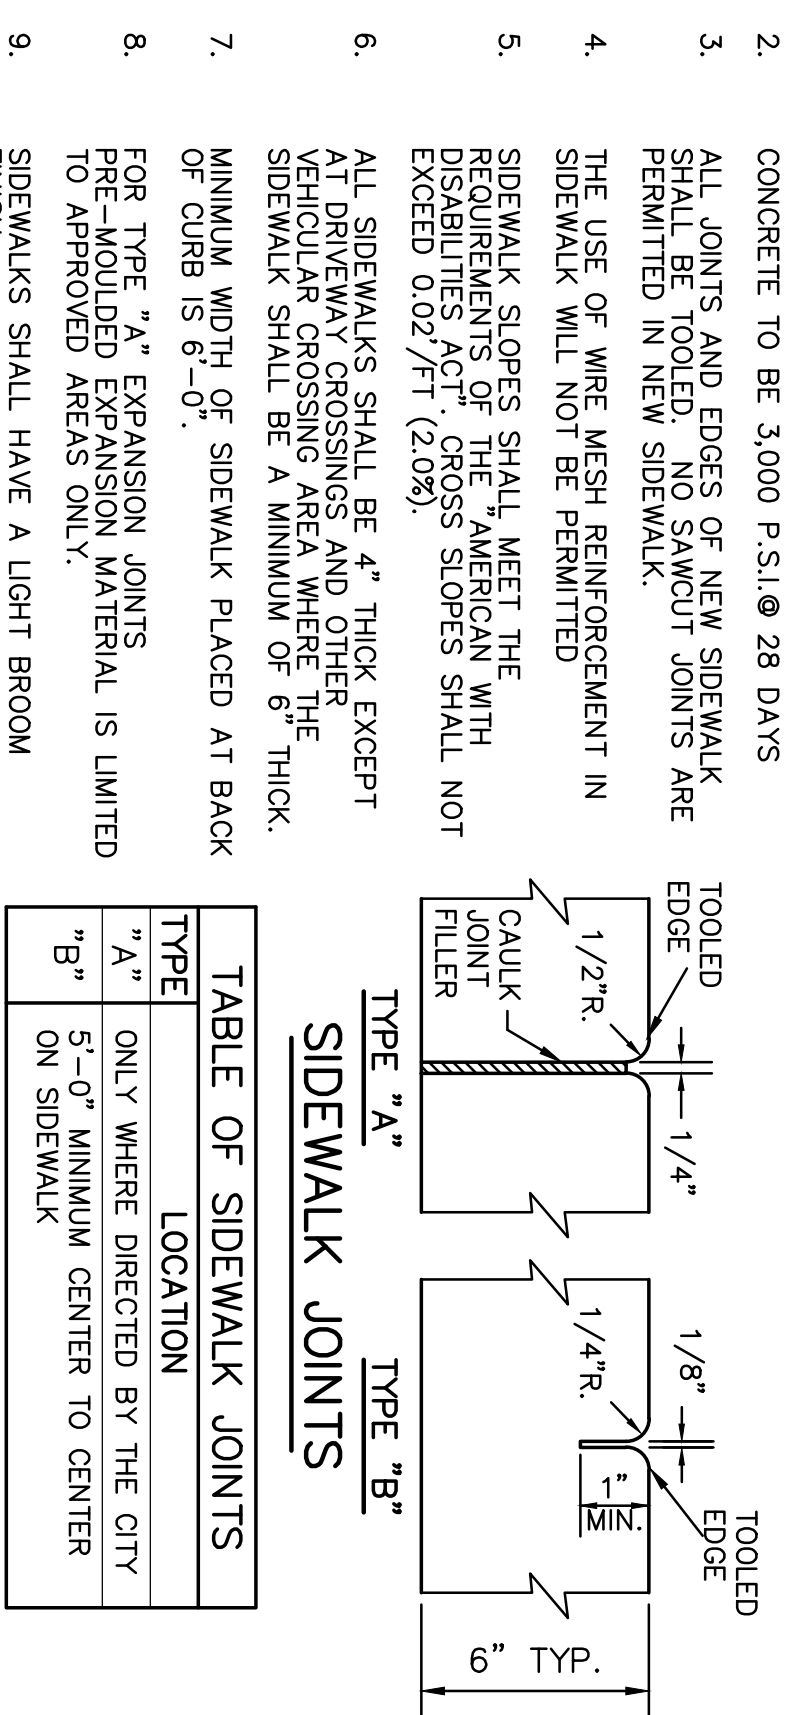 2. CONCRETE TO BE 3,000 P.S.I.@ 28 DAYS
3. ALL JOINTS AND EDGES OF NEW SIDEWALK
SHALL BE TOOLED. NO SAWCUT JOINTS ARE
PERMITTED IN NEW SIDEWALK.
4. THE USE OF WIRE MESH REINFORCEMENT IN
SIDEWALK WILL NOT BE PERMITTED
5. SIDEWALK SLOPES SHALL MEET THE
REQUIREMENTS OF THE "AMERICAN WITH
DISABILITIES ACT". CROSS SLOPES SHALL NOT
EXCEED 0.02'/FT (2.0%).
6. ALL SIDEWALKS SHALL BE 4" THICK EXCEPT
AT DRIVEWAY CROSSINGS AND OTHER
VEHICULAR CROSSING AREA WHERE THE
SIDEWALK SHALL BE A MINIMUM OF 6" THICK.
7. MINIMUM WIDTH OF SIDEWALK PLACED AT BACK
OF CURB IS 6'-0".
8. FOR TYPE "A" EXPANSION JOINTS
PRE-MOULDED EXPANSION MATERIAL IS LIMITED
TO APPROVED AREAS ONLY.
9. SIDEWALKS SHALL HAVE A LIGHT BROOM
TOOLED
EDGE
1/4"
1/2"R.
CAULK
JOINT
FILLER
TYPE "A"
1/8"
TOOLED
EDGE
1/4"R.
1"
MIN.
6" TYP.
TYPE "B"
SIDEWALK JOINTS
TABLE OF SIDEWALK JOINTS
TYPE LOCATION
"A" ONLY WHERE DIRECTED BY THE CITY
"B" 5'-0" MINIMUM CENTER TO CENTER
ON SIDEWALK